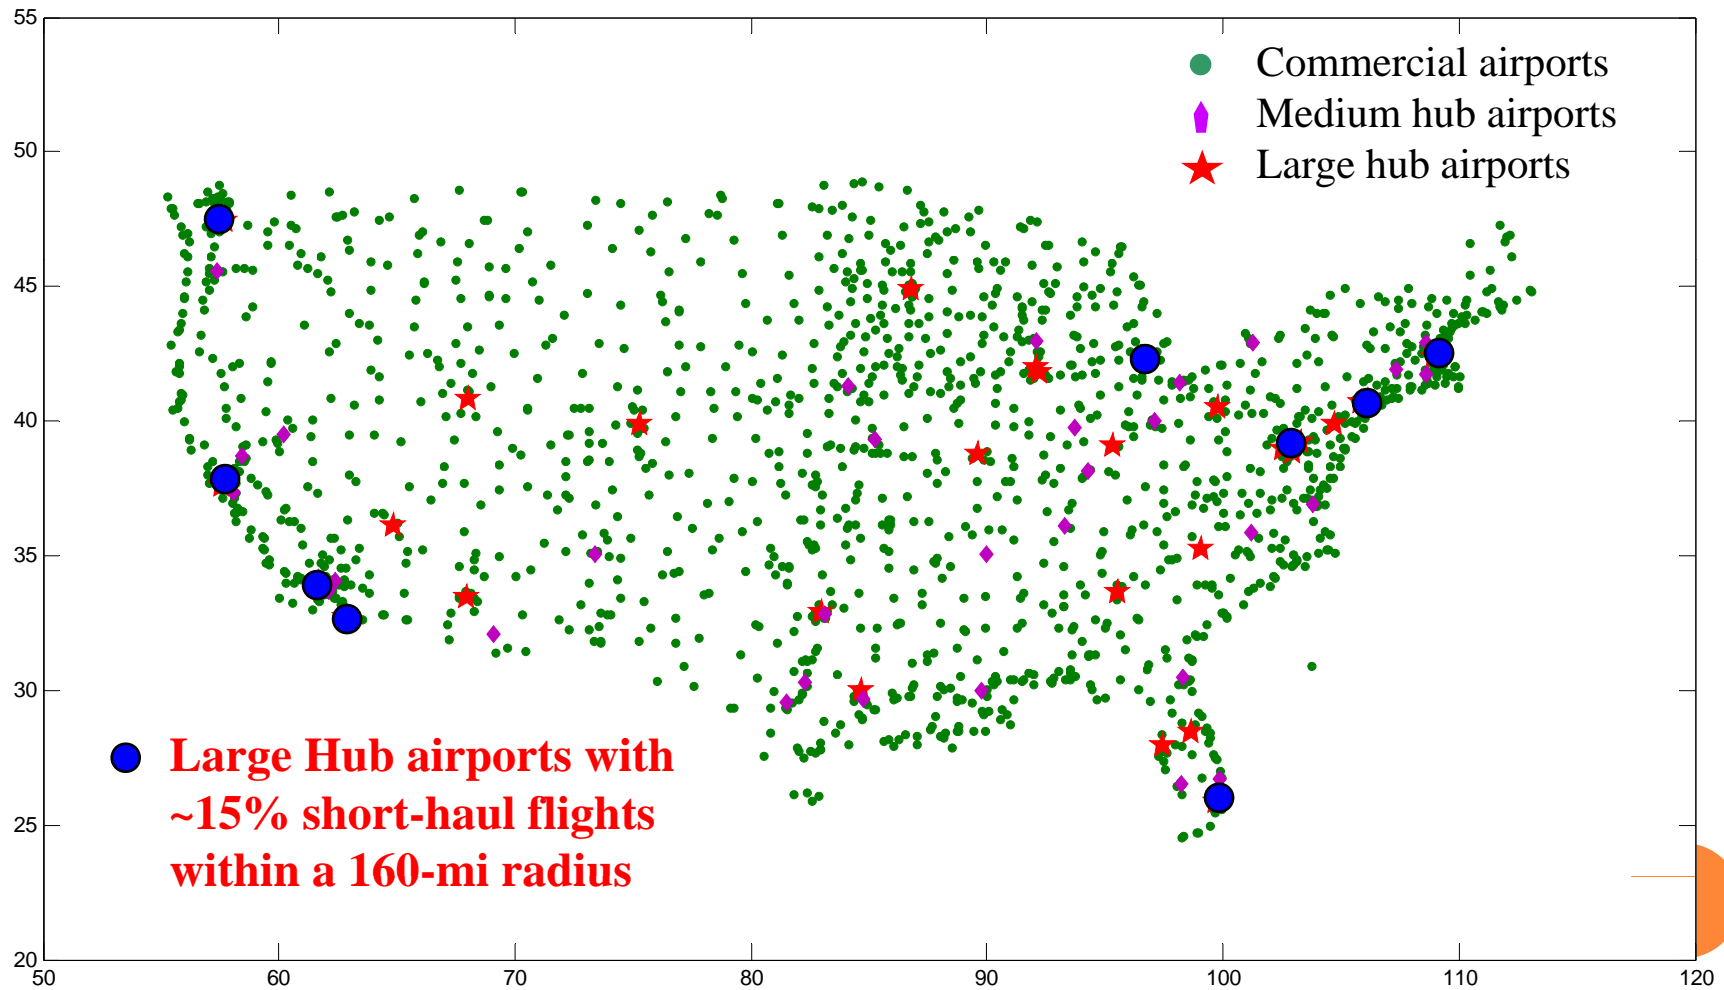 55
Commercial airports
Medium hub airports
50
Large hub airports
45
40
35
30
Large Hub airports with
~15% short-haul flights
25
within a 160-mi radius
20
50 60 70 80 90 100 110 120